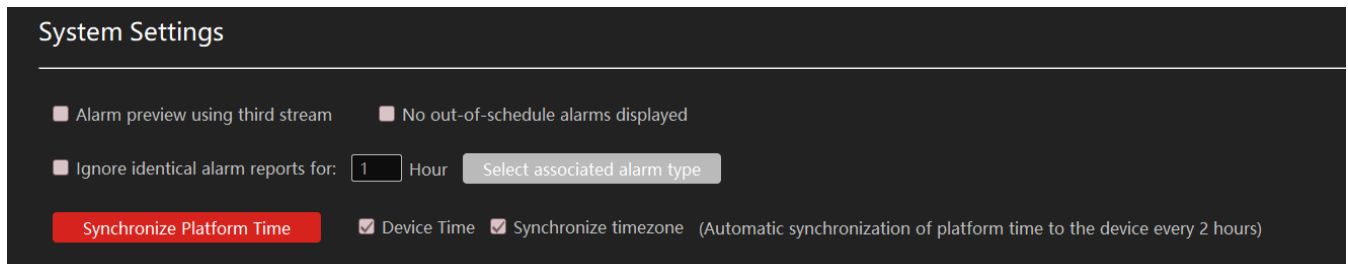 System Settings
Alarm preview using third stream No out-of-schedule alarms displayed
Ignore identical alarm reports for: 1 Hour Select associated alarm type
Synchronize Platform Time Device Time Synchronize timezone (Automatic synchronization of platform time to the device every 2 hours)